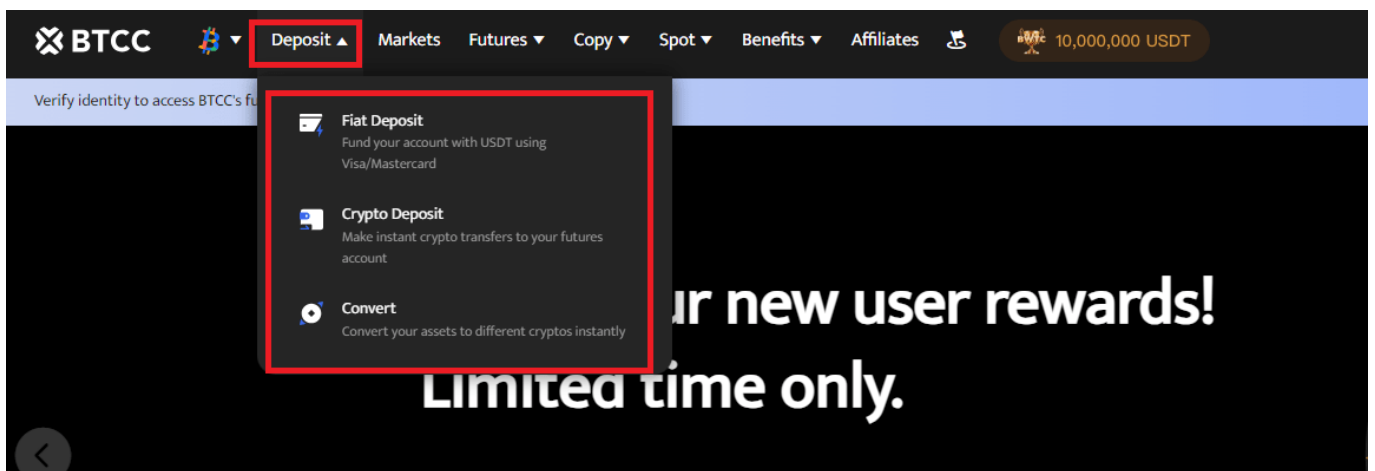 BTCC Deposit Markets Futures Copy Spot Benefits Affiliates 10,000,000 USDT
Verify identity to access BTCC's
Fiat Deposit
Fund your account with USDT using
Visa/Mastercard
Crypto Deposit
Make instant crypto transfers to your futures
account
Convert
Convert your assets to different cryptos instantly
new user rewards!
Limited time only.